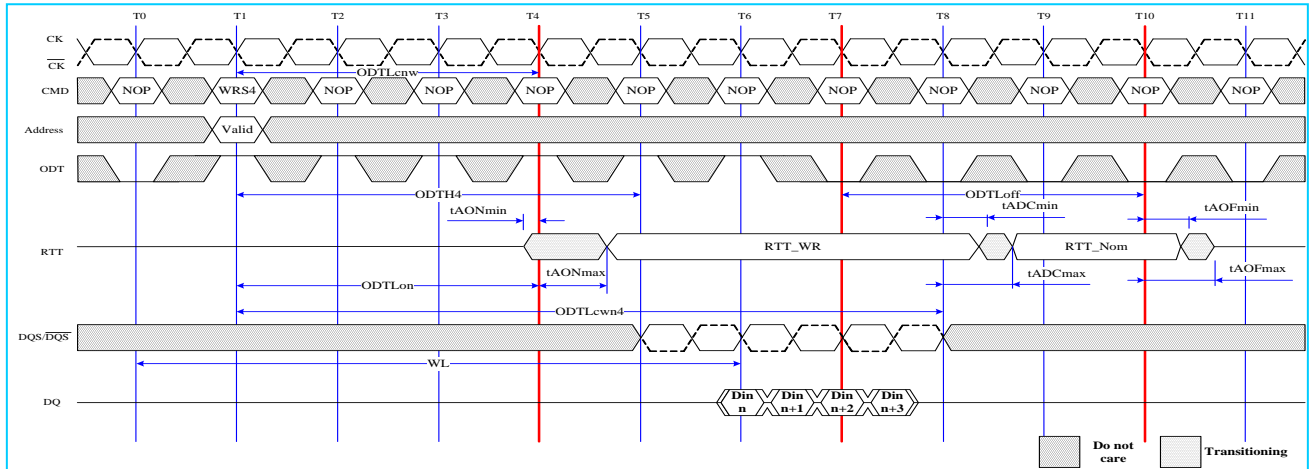 T0 T1 T2 T3 T4 T5 T6 T7 T8 T9 T10 T11
CK
CK
ODTLcnw
CMD NOP WRS4 NOP NOP NOP NOP NOP NOP NOP NOP NOP
Address Valid
ODT
ODTH4 ODTLoff
tADCmin
tAONmin tAOFmin
RTT RTT_WR RTT_Nom
tAONmax tADCmax tAOFmax
ODTLon
ODTLcwn4
DQS/DQS
WL
DQ Din n Din n+1 Din n+2 Din n+3
Do not care Transitioning